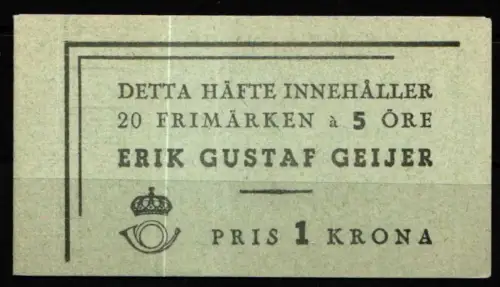 DETTA HÄFTE INNEHÅLLER
20 FRIMÄRKEN à 5 ÖRE
ERIK GUSTAF GEIJER
PRIS 1 KRONA